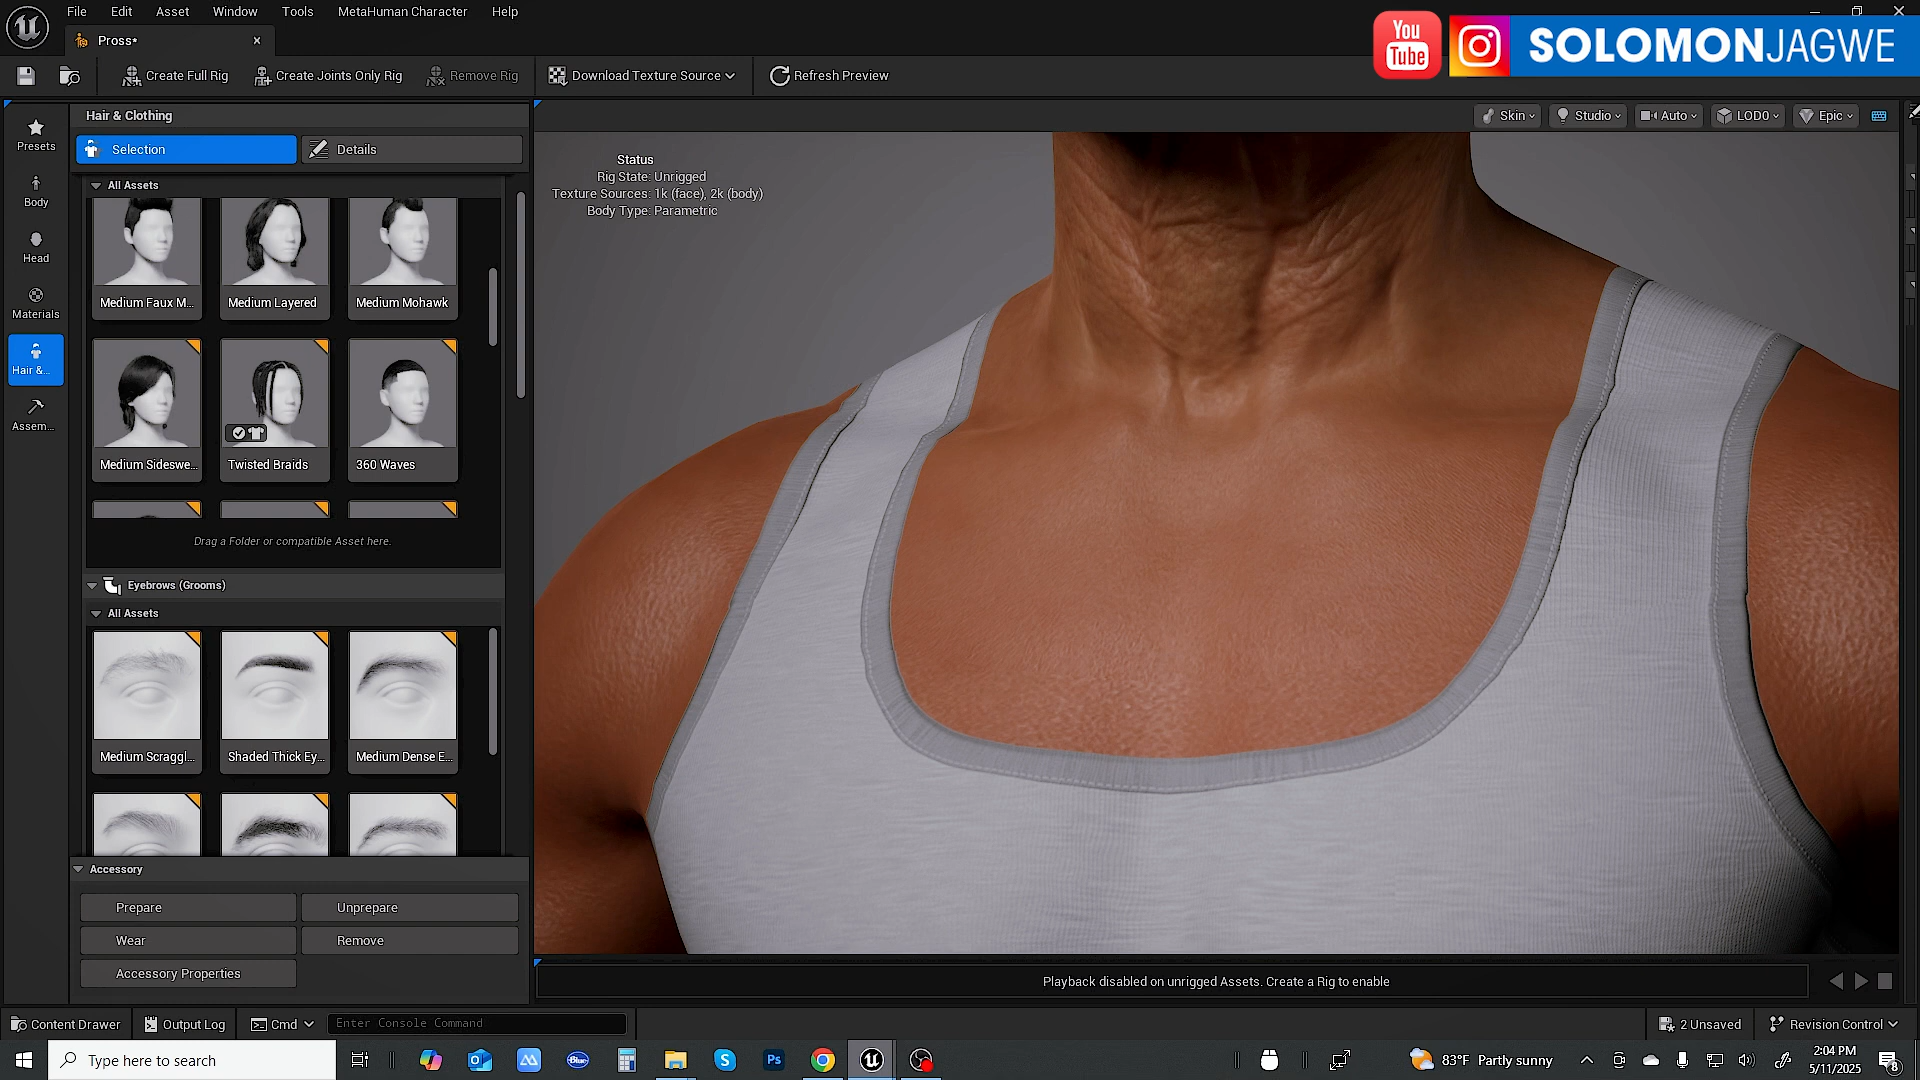 File Edit Asset Window Tools MetaHuman Character Help
Pross*
You
Tube
SOLOMONJAGWE
Create Full Rig Create Joints Only Rig Remove Rig Download Texture Source Refresh Preview
Hair & Clothing
Selection Details
Skin Studio Auto LOD0 Epic
Presets
Body
Head
Materials
Hair &...
Assem...
All Assets
Medium Faux M... Medium Layered Medium Mohawk
Medium Sideswe... Twisted Braids 360 Waves
Drag a Folder or compatible Asset here.
Eyebrows (Grooms)
All Assets
Medium Scraggl... Shaded Thick Ey... Medium Dense E...
Accessory
Prepare Unprepare
Wear Remove
Accessory Properties
Status
Rig State: Unrigged
Texture Sources: 1k (face), 2k (body)
Body Type: Parametric
Playback disabled on unrigged Assets. Create a Rig to enable
Content Drawer Output Log Cmd Enter Console Command 2 Unsaved Revision Control
Type here to search
Blue
Ps
83°F Partly sunny
2:04 PM
5/11/2025
8